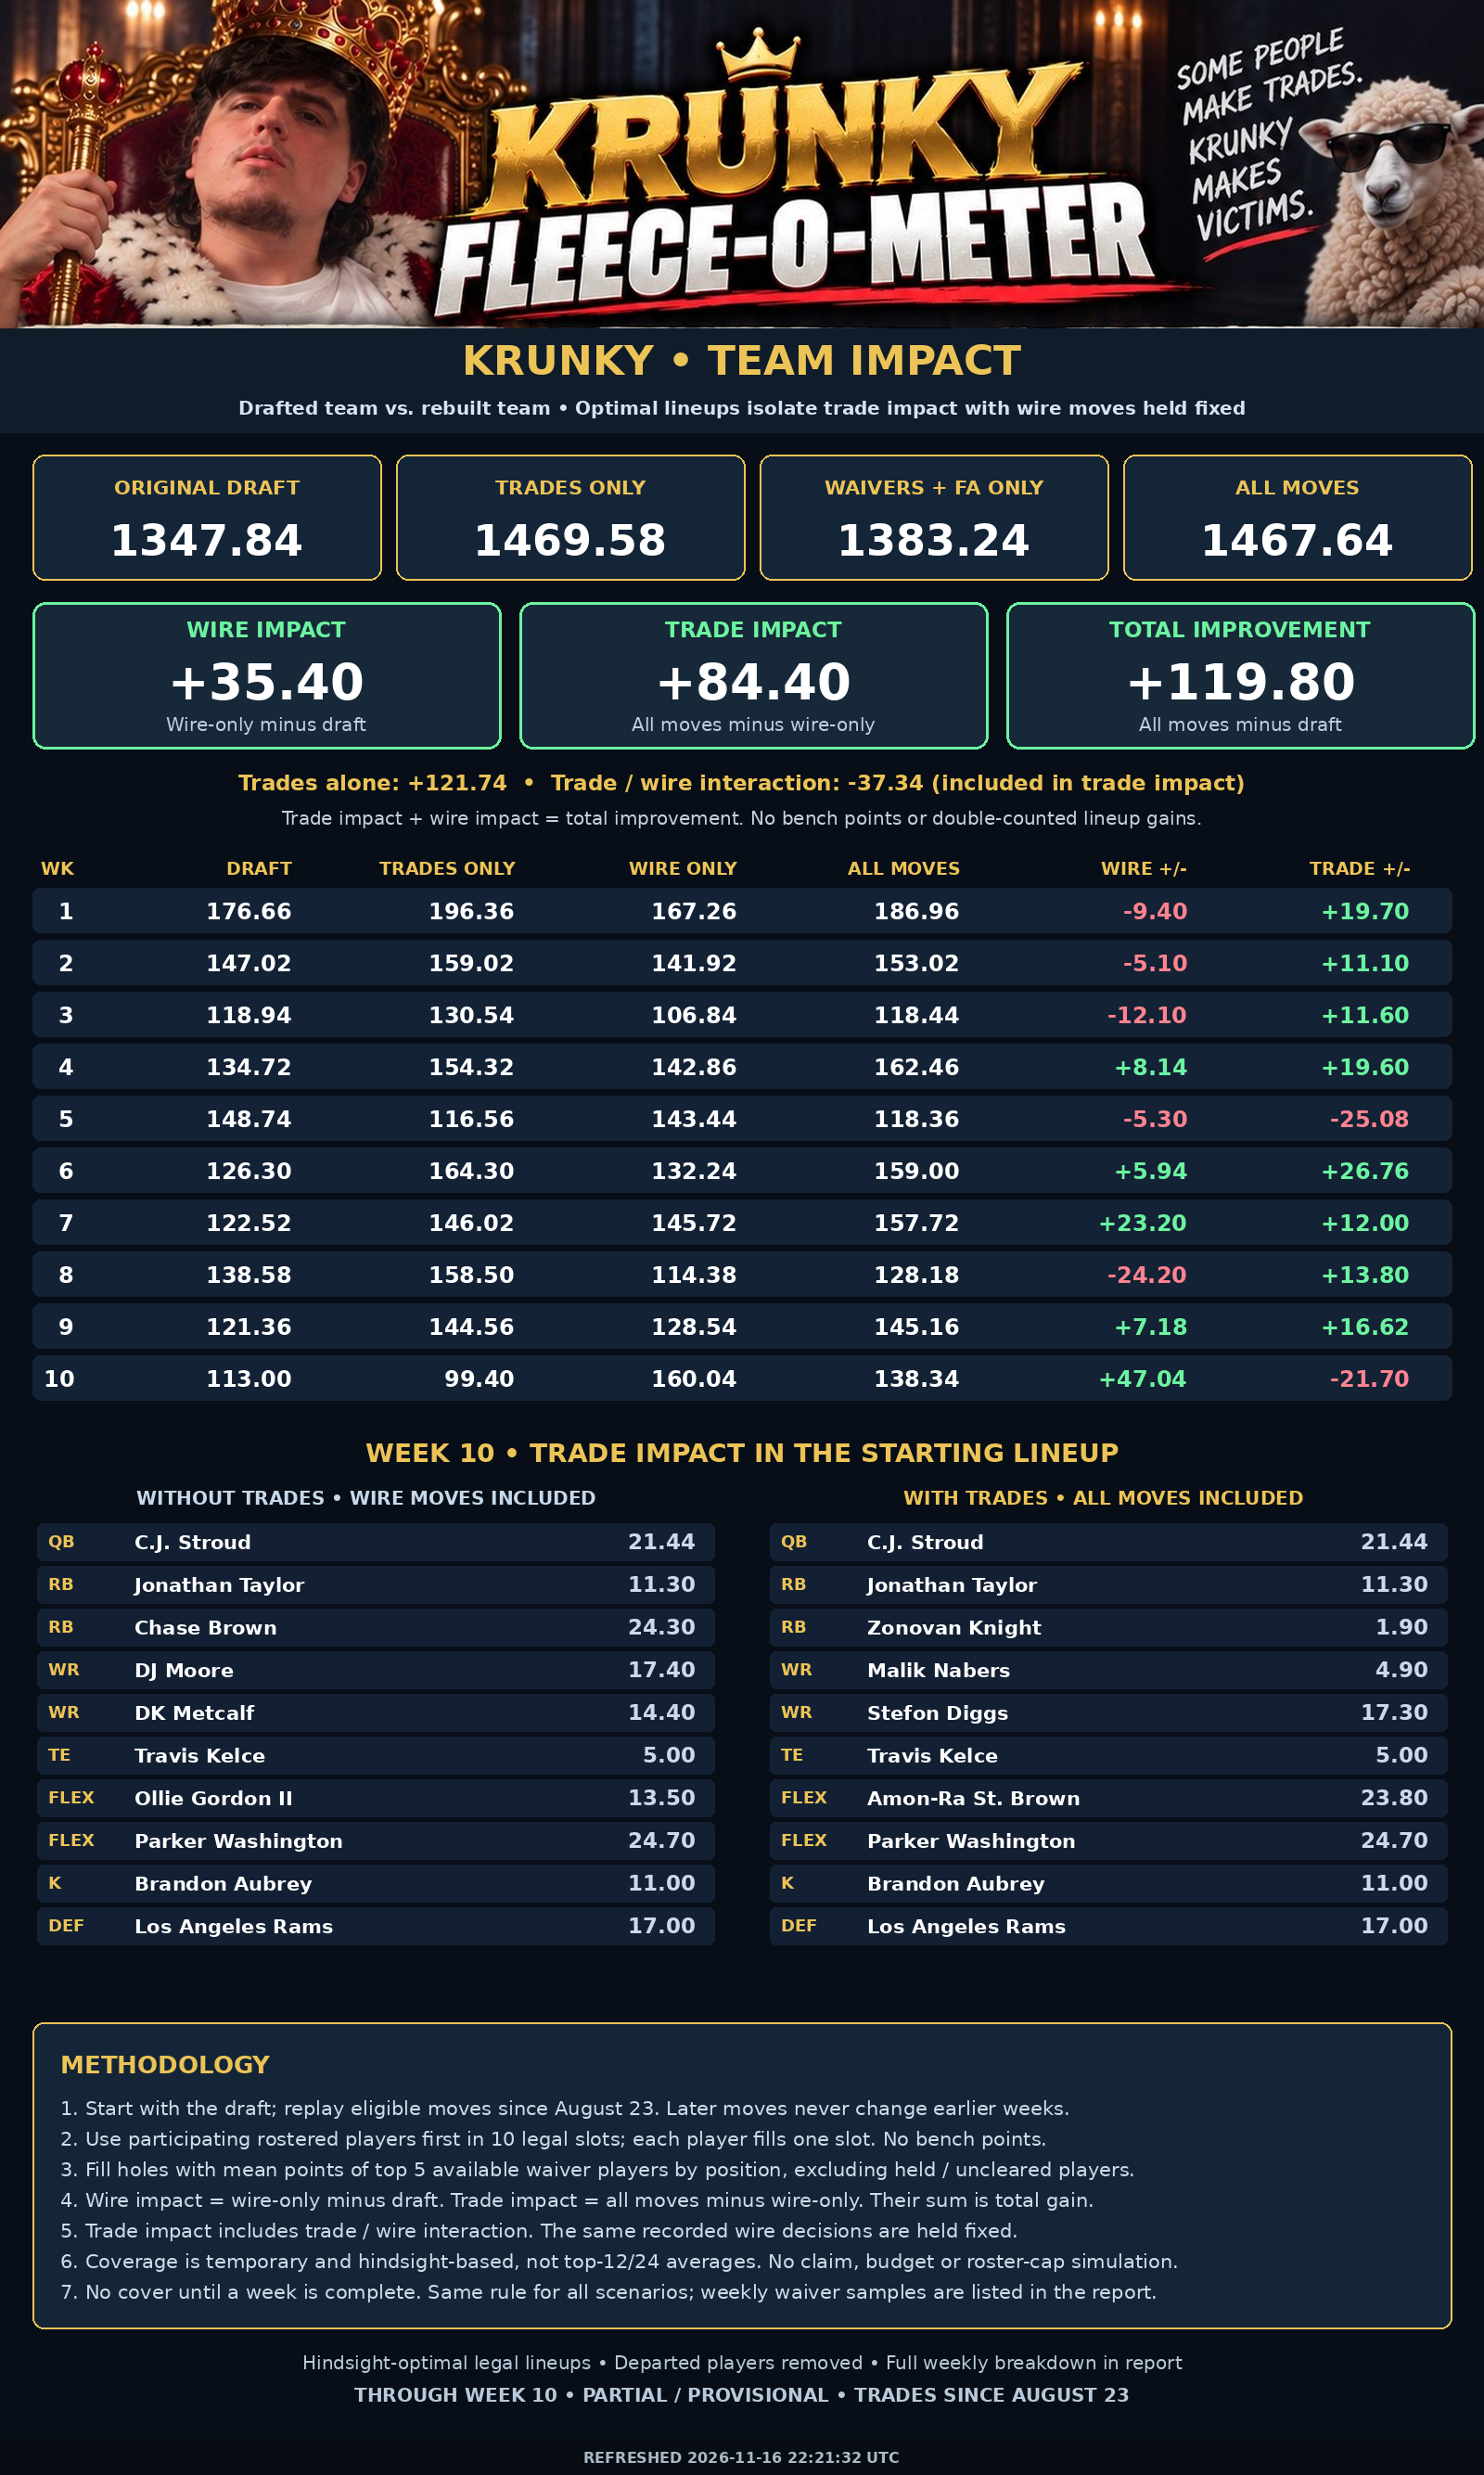 KRUNKY
FLEECE-O-METER
SOME PEOPLE
MAKE TRADES.
KRUNKY
MAKES
VICTIMS.
KRUNKY • TEAM IMPACT
Drafted team vs. rebuilt team • Optimal lineups isolate trade impact with wire moves held fixed
ORIGINAL DRAFT TRADES ONLY WAIVERS + FA ONLY ALL MOVES
1347.84 1469.58 1383.24 1467.64
WIRE IMPACT TRADE IMPACT TOTAL IMPROVEMENT
+35.40 +84.40 +119.80
Wire-only minus draft All moves minus wire-only All moves minus draft
Trades alone: +121.74 • Trade / wire interaction: -37.34 (included in trade impact)
Trade impact + wire impact = total improvement. No bench points or double-counted lineup gains.
WK DRAFT TRADES ONLY WIRE ONLY ALL MOVES WIRE +/- TRADE +/-
1 176.66 196.36 167.26 186.96 -9.40 +19.70
2 147.02 159.02 141.92 153.02 -5.10 +11.10
3 118.94 130.54 106.84 118.44 -12.10 +11.60
4 134.72 154.32 142.86 162.46 +8.14 +19.60
5 148.74 116.56 143.44 118.36 -5.30 -25.08
6 126.30 164.30 132.24 159.00 +5.94 +26.76
7 122.52 146.02 145.72 157.72 +23.20 +12.00
8 138.58 158.50 114.38 128.18 -24.20 +13.80
9 121.36 144.56 128.54 145.16 +7.18 +16.62
10 113.00 99.40 160.04 138.34 +47.04 -21.70
WEEK 10 • TRADE IMPACT IN THE STARTING LINEUP
WITHOUT TRADES • WIRE MOVES INCLUDED
QB C.J. Stroud 21.44
RB Jonathan Taylor 11.30
RB Chase Brown 24.30
WR DJ Moore 17.40
WR DK Metcalf 14.40
TE Travis Kelce 5.00
FLEX Ollie Gordon II 13.50
FLEX Parker Washington 24.70
K Brandon Aubrey 11.00
DEF Los Angeles Rams 17.00
WITH TRADES • ALL MOVES INCLUDED
QB C.J. Stroud 21.44
RB Jonathan Taylor 11.30
RB Zonovan Knight 1.90
WR Malik Nabers 4.90
WR Stefon Diggs 17.30
TE Travis Kelce 5.00
FLEX Amon-Ra St. Brown 23.80
FLEX Parker Washington 24.70
K Brandon Aubrey 11.00
DEF Los Angeles Rams 17.00
METHODOLOGY
1. Start with the draft; replay eligible moves since August 23. Later moves never change earlier weeks.
2. Use participating rostered players first in 10 legal slots; each player fills one slot. No bench points.
3. Fill holes with mean points of top 5 available waiver players by position, excluding held / uncleared players.
4. Wire impact = wire-only minus draft. Trade impact = all moves minus wire-only. Their sum is total gain.
5. Trade impact includes trade / wire interaction. The same recorded wire decisions are held fixed.
6. Coverage is temporary and hindsight-based, not top-12/24 averages. No claim, budget or roster-cap simulation.
7. No cover until a week is complete. Same rule for all scenarios; weekly waiver samples are listed in the report.
Hindsight-optimal legal lineups • Departed players removed • Full weekly breakdown in report
THROUGH WEEK 10 • PARTIAL / PROVISIONAL • TRADES SINCE AUGUST 23
REFRESHED 2026-11-16 22:21:32 UTC